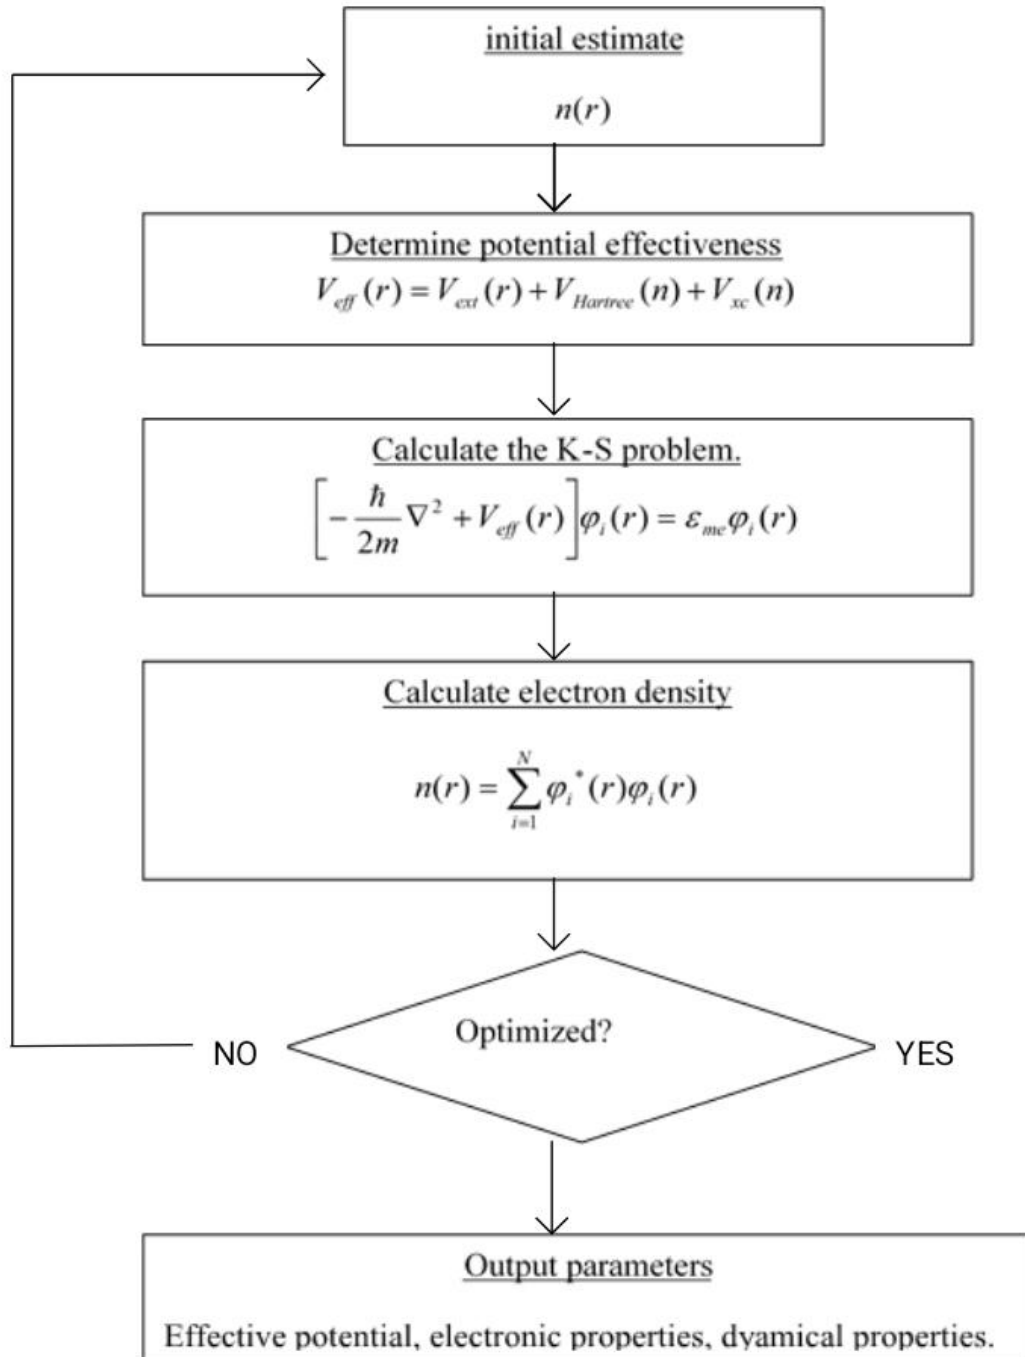 initial estimate
n(r)
Determine potential effectiveness
V_eff (r) = V_ext (r) + V_Hartree (n) + V_xc (n)
Calculate the K-S problem.
[-ħ/2m ∇² + V_eff (r)] φ_i (r) = ε_me φ_i (r)
Calculate electron density
n(r) = ∑_{i=1}^{N} φ_i*(r)φ_i (r)
Optimized?
NO
YES
Output parameters
Effective potential, electronic properties, dyamical properties.